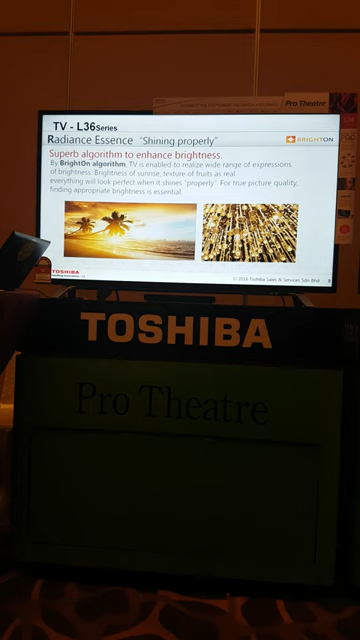 Pro Theatre
TV - L36Series
Radiance Essence "Shining properly"
BRIGHTON
Superb algorithm to enhance brightness.
By BrightOn algorithm, TV is enabled to realize wide range of expressions
of brightness: Brightness of sunrise, texture of fruits as real
everything will look perfect when it shines "properly". For true picture quality,
finding appropriate brightness is essential.
TOSHIBA
Leading Innovation >>>
© 2016 Toshiba Sales & Services Sdn Bhd
TOSHIBA
Pro Theatre